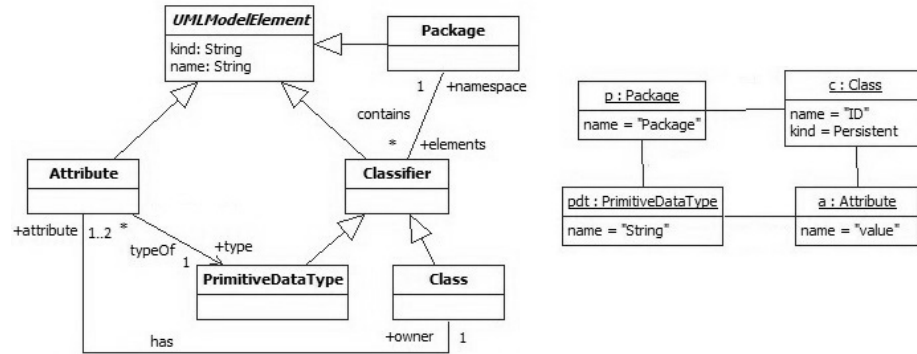 UMLModelElement
kind: String
name: String
Package
1
+namespace
contains
*
+elements
Attribute
Classifier
+attribute
1..2
*
typeOf
1
+type
PrimitiveDataType
Class
has
+owner
1
p : Package
name = "Package"
c : Class
name = "ID"
kind = Persistent
pdt : PrimitiveDataType
name = "String"
a : Attribute
name = "value"